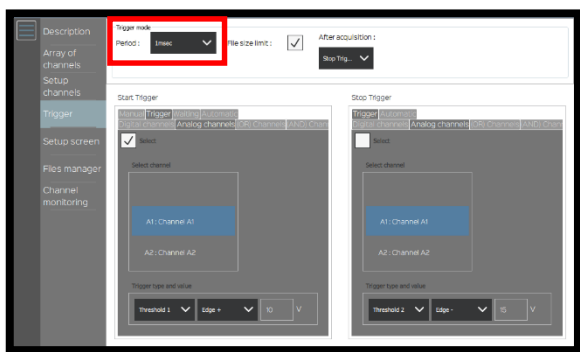 Description
Array of
channels
Setup
channels
Trigger
Setup screen
Files manager
Channel
monitoring
Trigger mode
Period : 1msec File size limit : After acquisition :
Stop Trig...
Start Trigger
Manual Trigger Waiting Automatic
Digital channels Analog channels (OR) Channels (AND) Chan
Select
Select channel
A1 : Channel A1
A2 : Channel A2
Trigger type and value
Threshold 1 Edge + 10 V
Stop Trigger
Trigger Automatic
Digital channels Analog channels (OR) Channels (AND) Chan
Select
Select channel
A1 : Channel A1
A2 : Channel A2
Trigger type and value
Threshold 2 Edge - 15 V